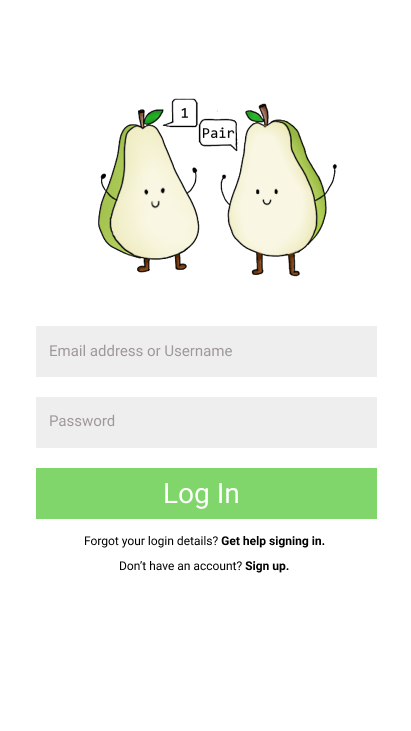 1
Pair
Email address or Username
Password
Log In
Forgot your login details? Get help signing in.
Don’t have an account? Sign up.